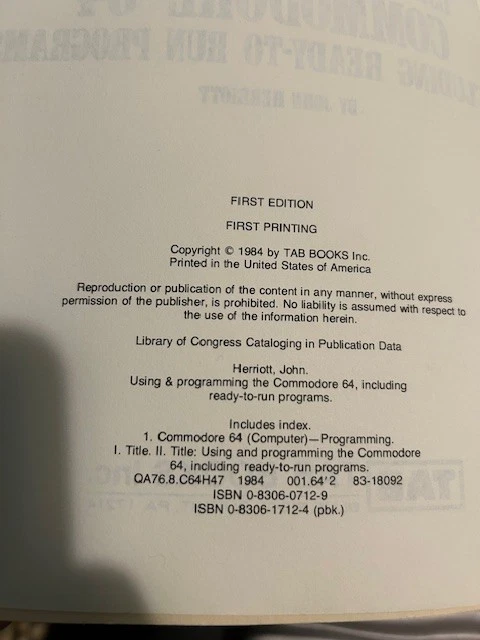 FIRST EDITION
FIRST PRINTING
Copyright © 1984 by TAB BOOKS Inc.
Printed in the United States of America
Reproduction or publication of the content in any manner, without express
permission of the publisher, is prohibited. No liability is assumed with respect to
the use of the information herein.
Library of Congress Cataloging in Publication Data
Herriott, John.
Using & programming the Commodore 64, including
ready-to-run programs.
Includes index.
1. Commodore 64 (Computer)—Programming.
I. Title. II. Title: Using and programming the Commodore
64, including ready-to-run programs.
QA76.8.C64H47 1984 001.64'2 83-18092
ISBN 0-8306-0712-9
ISBN 0-8306-1712-4 (pbk.)